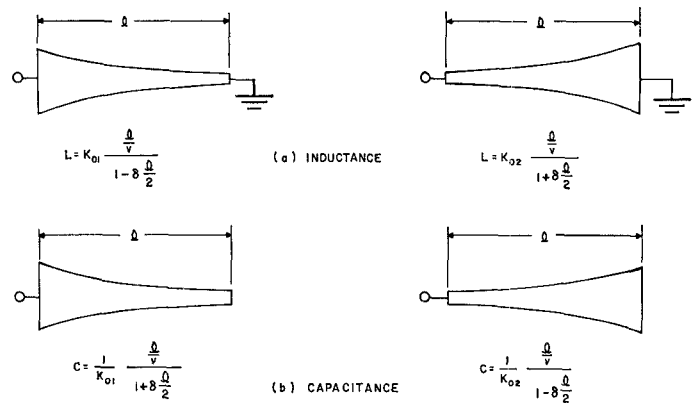 ℓ ℓ
L = K₀₁ (ℓ/v)/(1-δ ℓ/2) (a) INDUCTANCE L = K₀₂ (ℓ/v)/(1+δ ℓ/2)
ℓ ℓ
C = 1/K₀₁ (ℓ/v)/(1+δ ℓ/2) (b) CAPACITANCE C = 1/K₀₂ (ℓ/v)/(1-δ ℓ/2)